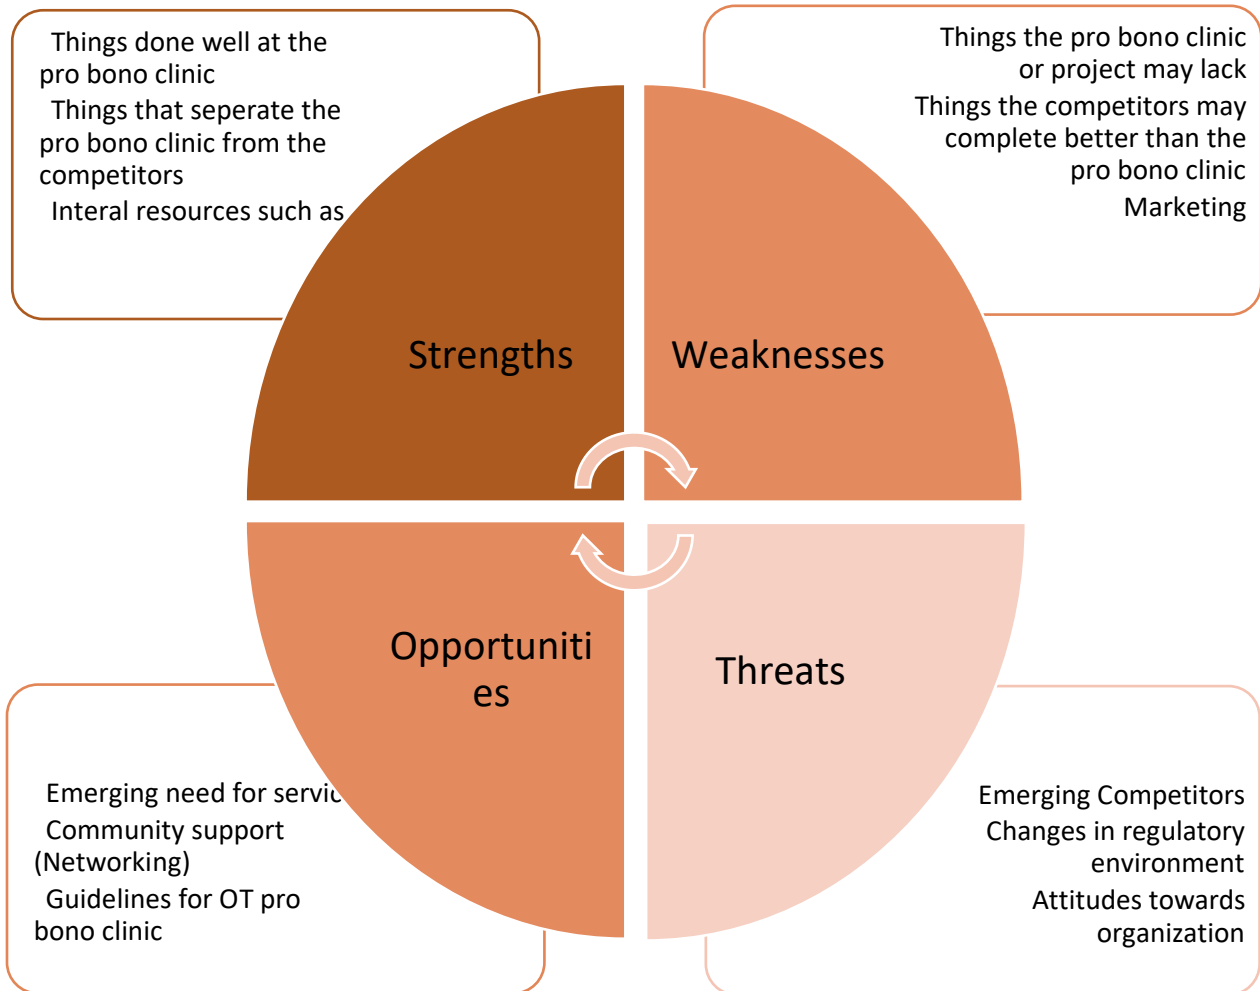 Things done well at the
pro bono clinic
Things that seperate the
pro bono clinic from the
competitors
Interal resources such as
Things the pro bono clinic
or project may lack
Things the competitors may
complete better than the
pro bono clinic
Marketing
Strengths
Weaknesses
Opportuniti
es
Threats
Emerging need for servic
Community support
(Networking)
Guidelines for OT pro
bono clinic
Emerging Competitors
Changes in regulatory
environment
Attitudes towards
organization